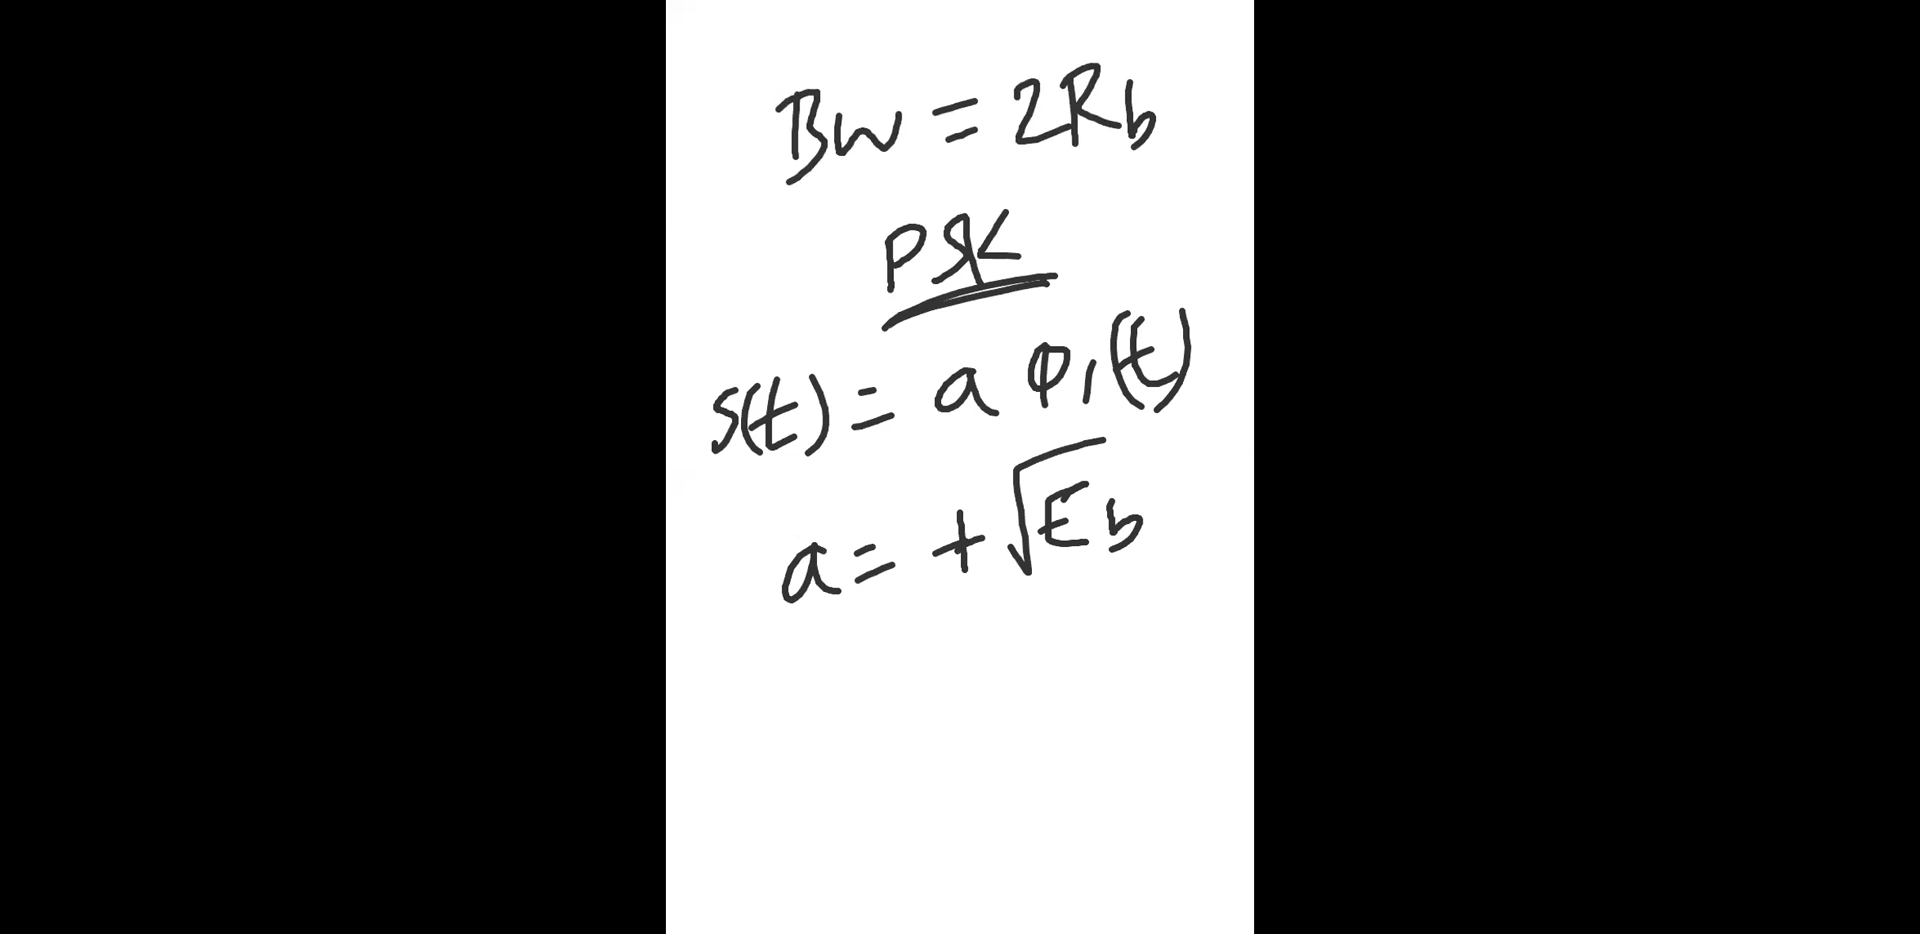 BW = 2Rb
PSK
s(t) = a φ₁(t)
a = +√Eb